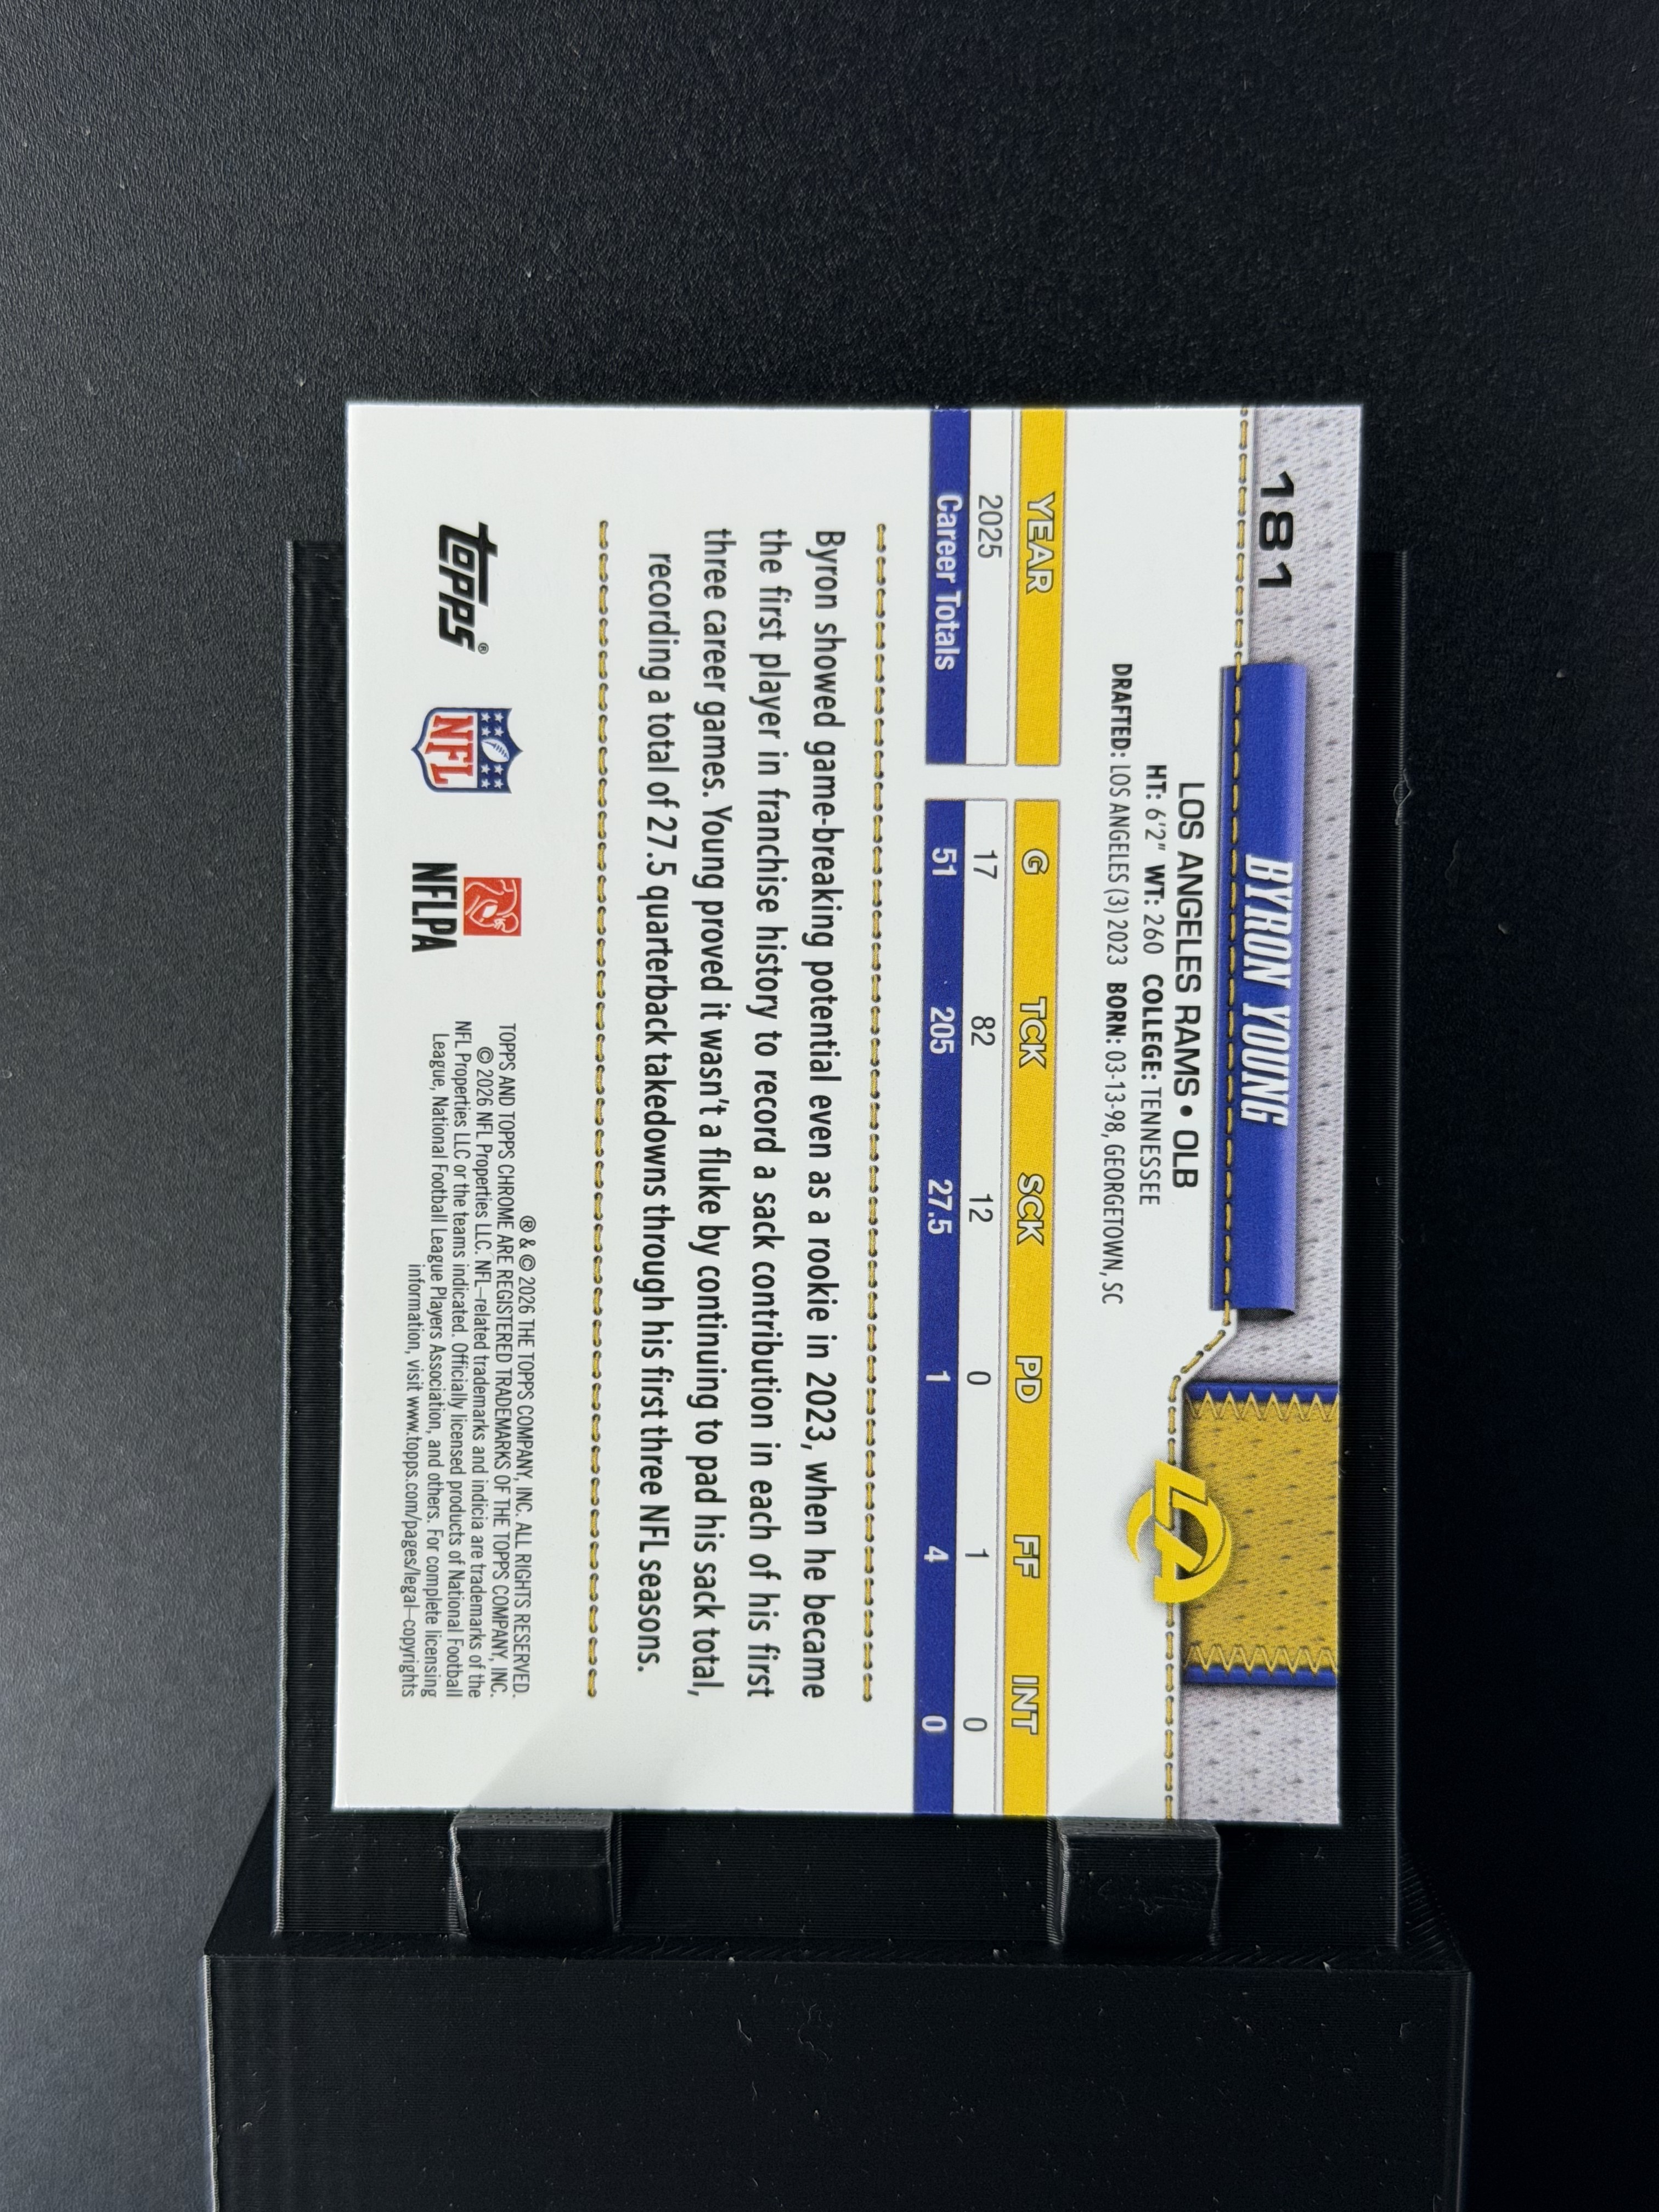 181
BYRON YOUNG
LOS ANGELES RAMS • OLB
HT: 6'2" WT: 260 COLLEGE: TENNESSEE
DRAFTED: LOS ANGELES (3) 2023 BORN: 03-13-98, GEORGETOWN, SC
LA
YEAR G TCK SCK PD FF INT
2025 17 82 12 0 1 0
Career Totals 51 205 27.5 1 4 0
Byron showed game-breaking potential even as a rookie in 2023, when he became
the first player in franchise history to record a sack contribution in each of his first
three career games. Young proved it wasn't a fluke by continuing to pad his sack total,
recording a total of 27.5 quarterback takedowns through his first three NFL seasons.
topps®
NFL
NFLPA
® & © 2026 THE TOPPS COMPANY, INC. ALL RIGHTS RESERVED.
TOPPS AND TOPPS CHROME ARE REGISTERED TRADEMARKS OF THE TOPPS COMPANY, INC.
© 2026 NFL Properties LLC. NFL–related trademarks and indicia are trademarks of the
NFL Properties LLC or the teams indicated. Officially licensed products of National Football
League, National Football League Players Association, and others. For complete licensing
information, visit www.topps.com/pages/legal–copyrights